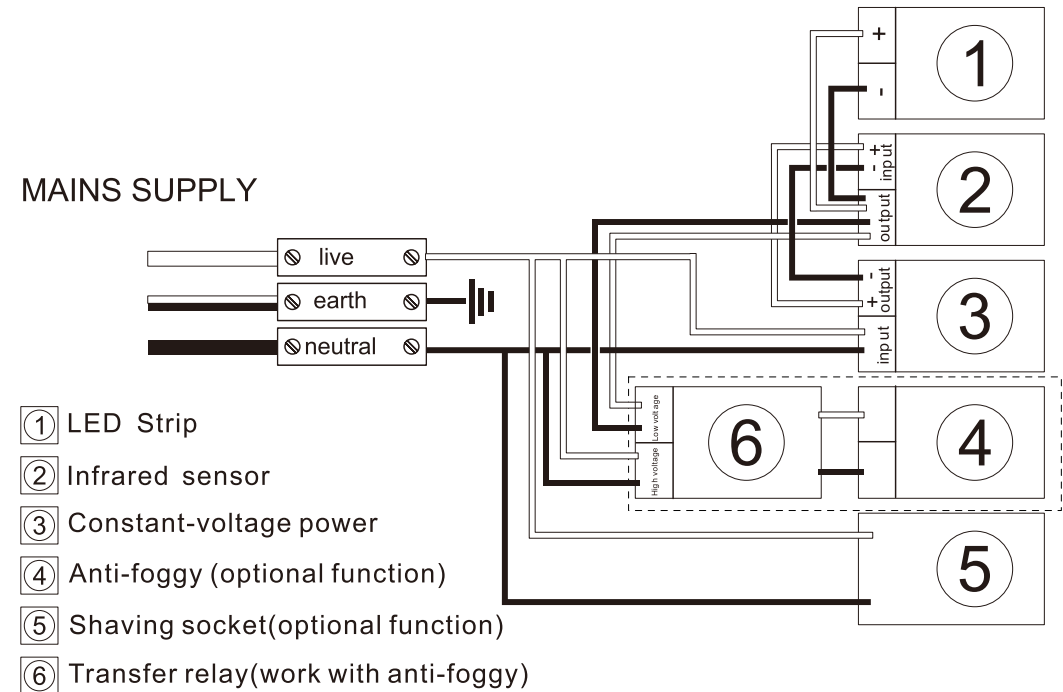 MAINS SUPPLY
live
earth
neutral
① LED Strip
② Infrared sensor
③ Constant-voltage power
④ Anti-foggy (optional function)
⑤ Shaving socket(optional function)
⑥ Transfer relay(work with anti-foggy)
+
-
①
+
-
input
output
②
-
+
output
input
③
Low voltage
High voltage
⑥
④
⑤